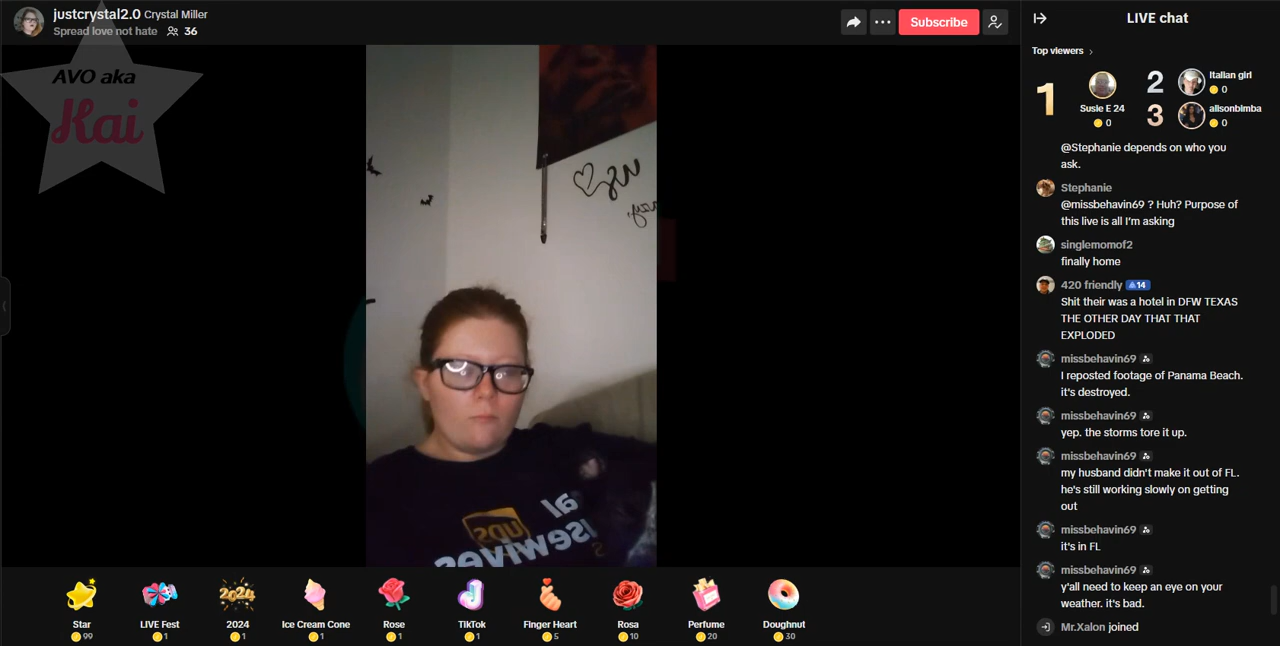 justcrystal2.0 Crystal Miller
Spread love not hate 36
Subscribe
AVO aka
Kai
us
ups
LIVE chat
Top viewers
1
Susie E 24
0
2
Italian girl
0
3
alisonbimba
0
@Stephanie depends on who you
ask.
Stephanie
@missbehavin69 ? Huh? Purpose of
this live is all I'm asking
singlemomof2
finally home
420 friendly 14
Shit their was a hotel in DFW TEXAS
THE OTHER DAY THAT THAT
EXPLODED
missbehavin69
I reposted footage of Panama Beach.
it's destroyed.
missbehavin69
yep. the storms tore it up.
missbehavin69
my husband didn't make it out of FL.
he's still working slowly on getting
out
missbehavin69
it's in FL
missbehavin69
y'all need to keep an eye on your
weather. it's bad.
Mr.Xalon joined
Star
99
LIVE Fest
1
2024
2024
1
Ice Cream Cone
1
Rose
1
TikTok
1
Finger Heart
5
Rosa
10
Perfume
20
Doughnut
30